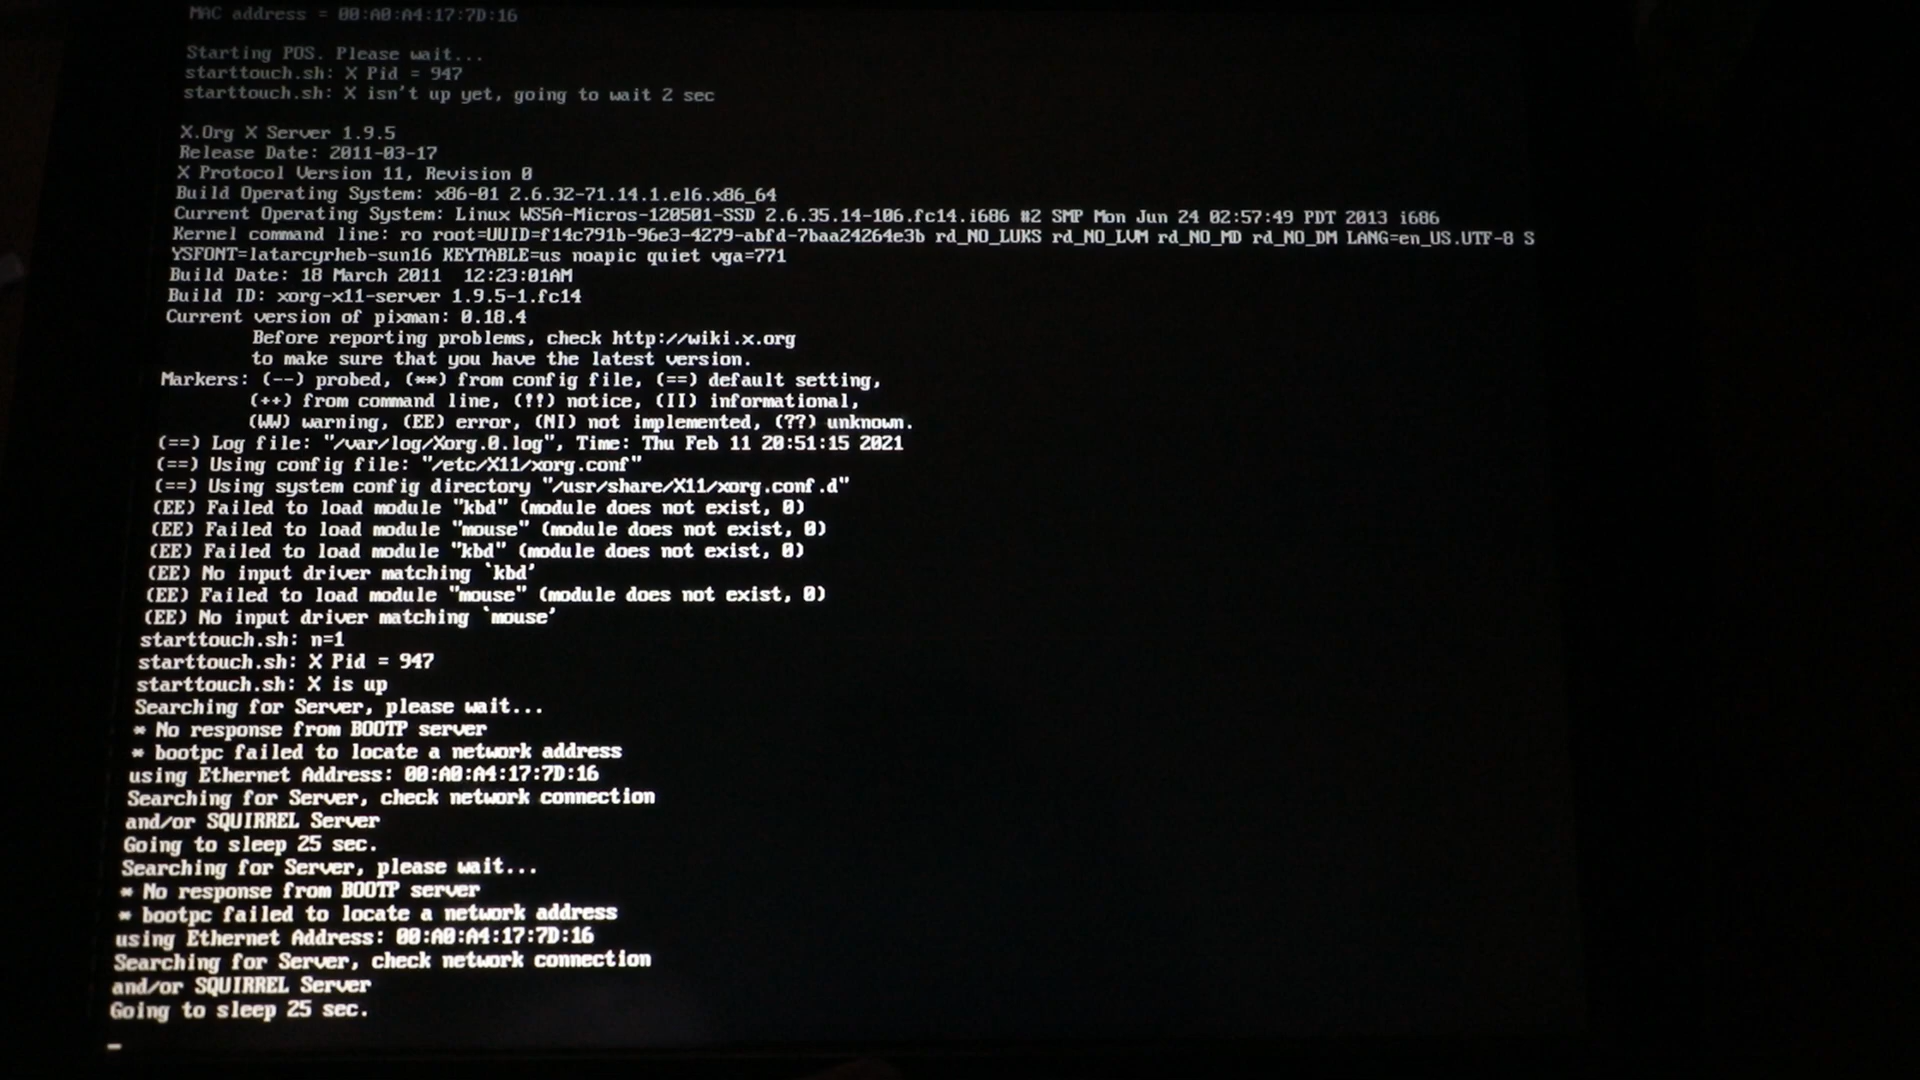 MAC address = 00:A0:A4:17:7D:16
Starting POS. Please wait...
starttouch.sh: X Pid = 947
starttouch.sh: X isn't up yet, going to wait 2 sec
X.Org X Server 1.9.5
Release Date: 2011-03-17
X Protocol Version 11, Revision 0
Build Operating System: x86-01 2.6.32-71.14.1.el6.x86_64
Current Operating System: Linux WS5A-Micros-120501-SSD 2.6.35.14-106.fc14.i686 #2 SMP Mon Jun 24 02:57:49 PDT 2013 i686
Kernel command line: ro root=UUID=f14c791b-96e3-4279-abfd-7baa24264e3b rd_NO_LUKS rd_NO_LVM rd_NO_MD rd_NO_DM LANG=en_US.UTF-8 S
YSFONT=latarcyrheb-sun16 KEYTABLE=us noapic quiet vga=771
Build Date: 18 March 2011  12:23:01AM
Build ID: xorg-x11-server 1.9.5-1.fc14
Current version of pixman: 0.18.4
Before reporting problems, check http://wiki.x.org
to make sure that you have the latest version.
Markers: (--) probed, (**) from config file, (==) default setting,
(++) from command line, (!!) notice, (II) informational,
(WW) warning, (EE) error, (NI) not implemented, (??) unknown.
(==) Log file: "/var/log/Xorg.0.log", Time: Thu Feb 11 20:51:15 2021
(==) Using config file: "/etc/X11/xorg.conf"
(==) Using system config directory "/usr/share/X11/xorg.conf.d"
(EE) Failed to load module "kbd" (module does not exist, 0)
(EE) Failed to load module "mouse" (module does not exist, 0)
(EE) Failed to load module "kbd" (module does not exist, 0)
(EE) No input driver matching `kbd'
(EE) Failed to load module "mouse" (module does not exist, 0)
(EE) No input driver matching `mouse'
starttouch.sh: n=1
starttouch.sh: X Pid = 947
starttouch.sh: X is up
Searching for Server, please wait...
* No response from BOOTP server
* bootpc failed to locate a network address
using Ethernet Address: 00:A0:A4:17:7D:16
Searching for Server, check network connection
and/or SQUIRREL Server
Going to sleep 25 sec.
Searching for Server, please wait...
* No response from BOOTP server
* bootpc failed to locate a network address
using Ethernet Address: 00:A0:A4:17:7D:16
Searching for Server, check network connection
and/or SQUIRREL Server
Going to sleep 25 sec.